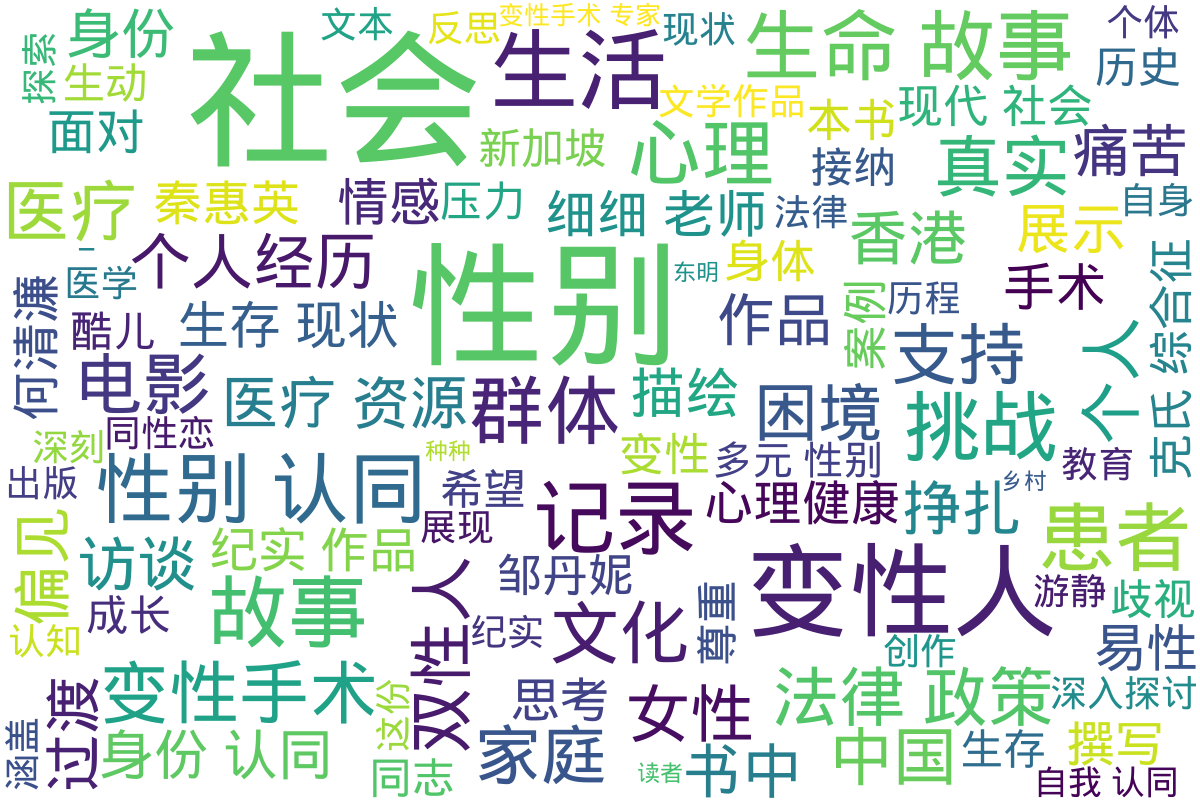 身份
文本
反思
变性手术 专家
现状
生命 故事
个体
探索
生动
社会
生活
历史
面对
新加坡
心理
文学作品
本书
现代 社会
接纳
真实
痛苦
医疗
秦惠英
情感
压力
细细 老师
法律
香港
展示
自身
个人经历
医学
性别
东明
身体
手术
综合征
何清濂
酷儿
生存 现状
作品
案例
历程
支持
个人
电影
医疗 资源
群体
描绘
困境
挑战
克氏
同性恋
深刻
种种
变性
多元 性别
教育
出版
性别 认同
希望
记录
心理健康
乡村
挣扎
患者
偏见
访谈
纪实 作品
展现
邹丹妮
变性人
游静
歧视
成长
故事
双性人
纪实
文化
尊重
创作
易性
认知
变性手术
这份
思考
女性
法律 政策
深入探讨
涵盖
过渡
身份 认同
同志
家庭
读者
书中
中国
生存
撰写
自我 认同